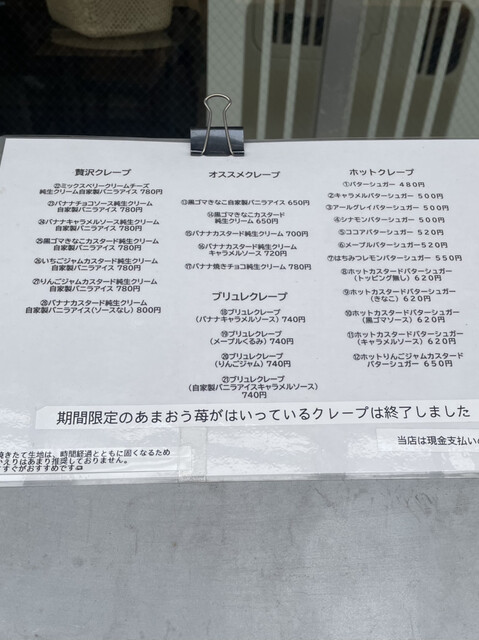 贅沢クレープ
㉒ミックスベリークリームチーズ
純生クリーム自家製バニラアイス 780円
㉓バナナチョコソース純生クリーム
自家製バニラアイス 780円
㉔バナナキャラメルソース純生クリーム
自家製バニラアイス 780円
㉕黒ゴマきなこカスタード純生クリーム
自家製バニラアイス 780円
㉖いちごジャムカスタード純生クリーム
自家製バニラアイス 780円
㉗りんごジャムカスタード純生クリーム
自家製バニラアイス 780円
㉘バナナカスタード純生クリーム
自家製バニラアイス(ソースなし) 800円
オススメクレープ
⑬黒ゴマきなこ自家製バニラアイス 650円
⑭黒ゴマきなこカスタード
純生クリーム 650円
⑮バナナカスタード純生クリーム 700円
⑯バナナカスタード純生クリーム
キャラメルソース 720円
⑰バナナ焼きチョコ純生クリーム 780円
ブリュレクレープ
⑱ブリュレクレープ
(バナナキャラメルソース) 740円
⑲ブリュレクレープ
(メープルくるみ) 740円
⑳ブリュレクレープ
(りんごジャム) 740円
㉑ブリュレクレープ
(自家製バニラアイスキャラメルソース)
740円
ホットクレープ
①バターシュガー 480円
②キャラメルバターシュガー 500円
③アールグレイバターシュガー 500円
④シナモンバターシュガー 500円
⑤ココアバターシュガー 520円
⑥メープルバターシュガー 520円
⑦はちみつレモンバターシュガー 550円
⑧ホットカスタードバターシュガー
(トッピング無し) 620円
⑨ホットカスタードバターシュガー
(きなこ) 620円
⑩ホットカスタードバターシュガー
(黒ゴマソース) 620円
⑪ホットカスタードバターシュガー
(キャラメル) 620円
⑫ホットりんごジャムカスタード
バターシュガー 650円
期間限定のあまおう苺がはいっているクレープは終了しました
当店は現金支払い
焼きたて生地は、時間経過とともに固くなるため
かえりはあまり推奨しておりません。
すぐがおすすめです